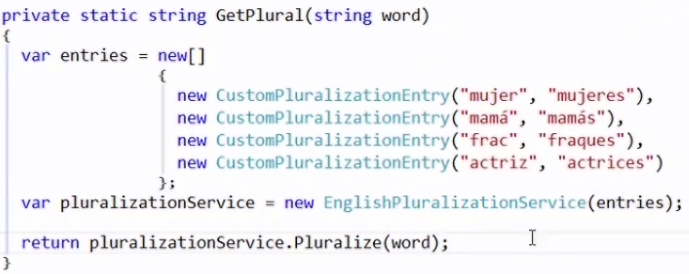 private static string GetPlural(string word)
{
var entries = new[]
{
new CustomPluralizationEntry("mujer", "mujeres"),
new CustomPluralizationEntry("mamá", "mamás"),
new CustomPluralizationEntry("frac", "fraques"),
new CustomPluralizationEntry("actriz", "actrices")
};
var pluralizationService = new EnglishPluralizationService(entries);
return pluralizationService.Pluralize(word);
}